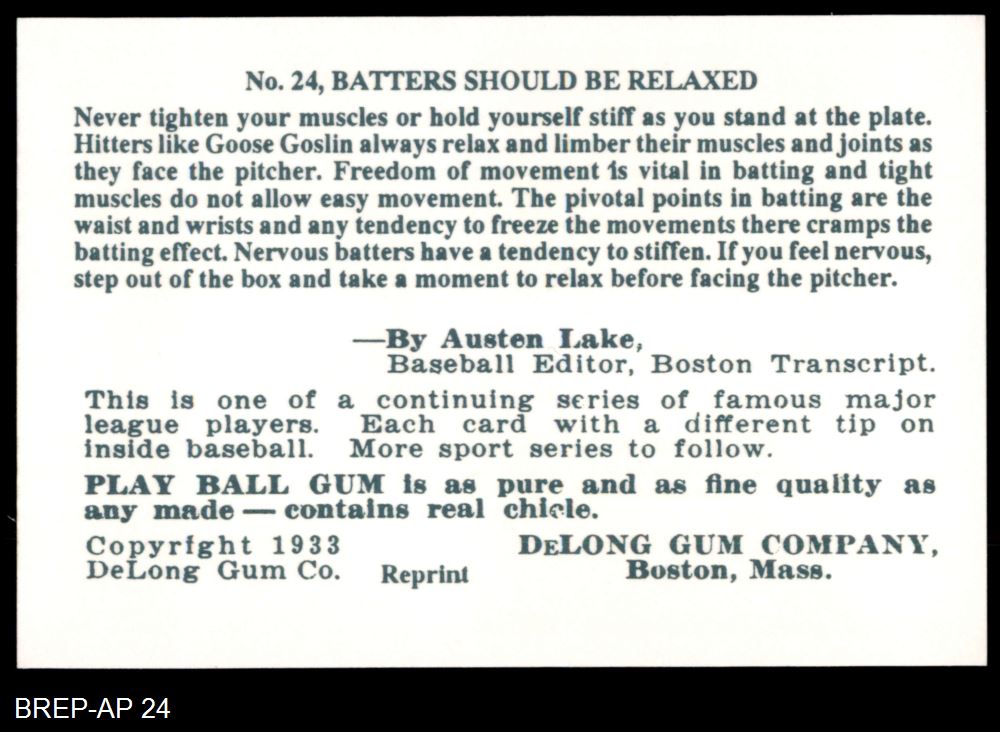 No. 24, BATTERS SHOULD BE RELAXED
Never tighten your muscles or hold yourself stiff as you stand at the plate.
Hitters like Goose Goslin always relax and limber their muscles and joints as
they face the pitcher. Freedom of movement is vital in batting and tight
muscles do not allow easy movement. The pivotal points in batting are the
waist and wrists and any tendency to freeze the movements there cramps the
batting effect. Nervous batters have a tendency to stiffen. If you feel nervous,
step out of the box and take a moment to relax before facing the pitcher.
—By Austen Lake,
Baseball Editor, Boston Transcript.
This is one of a continuing series of famous major
league players. Each card with a different tip on
inside baseball. More sport series to follow.
PLAY BALL GUM is as pure and as fine quality as
any made — contains real chicle.
Copyright 1933 DELONG GUM COMPANY,
DeLong Gum Co. Reprint Boston, Mass.
BREP-AP 24